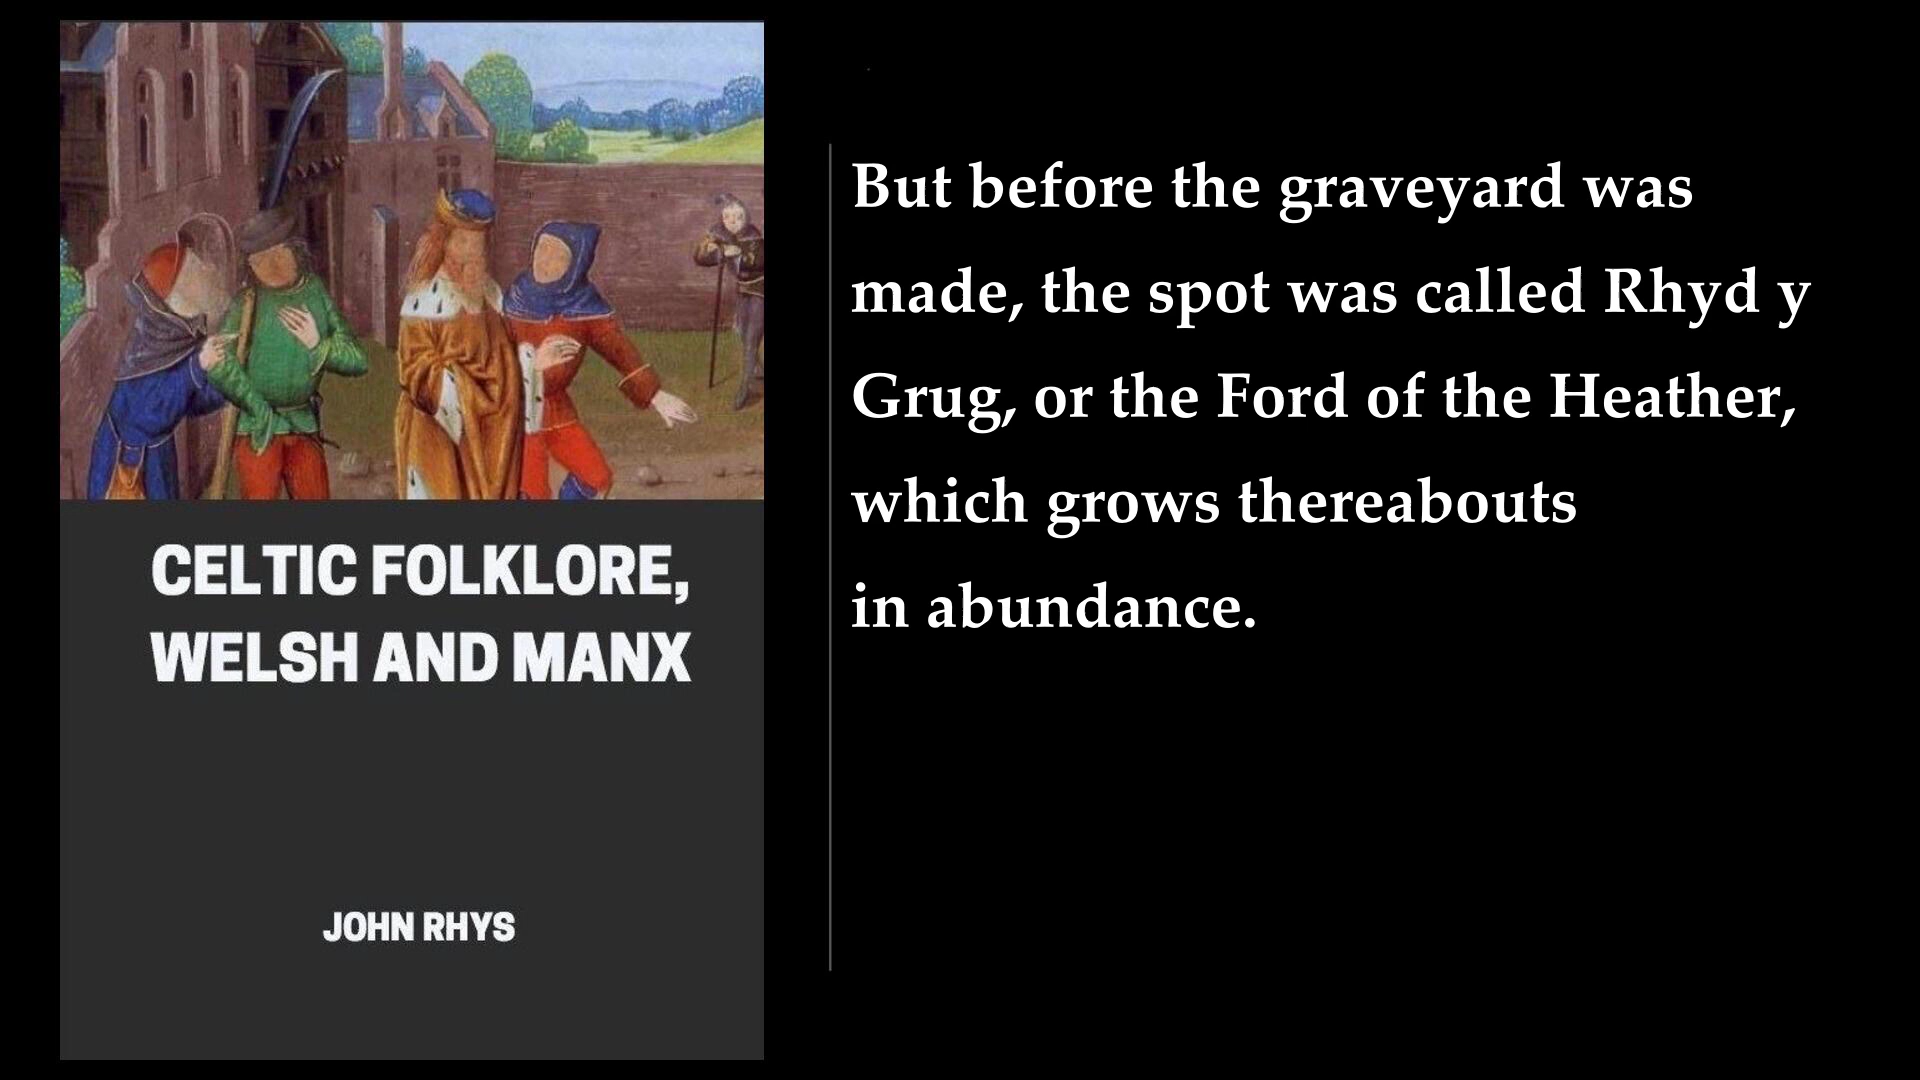 CELTIC FOLKLORE,
WELSH AND MANX
JOHN RHYS
But before the graveyard was
made, the spot was called Rhyd y
Grug, or the Ford of the Heather,
which grows thereabouts
in abundance.